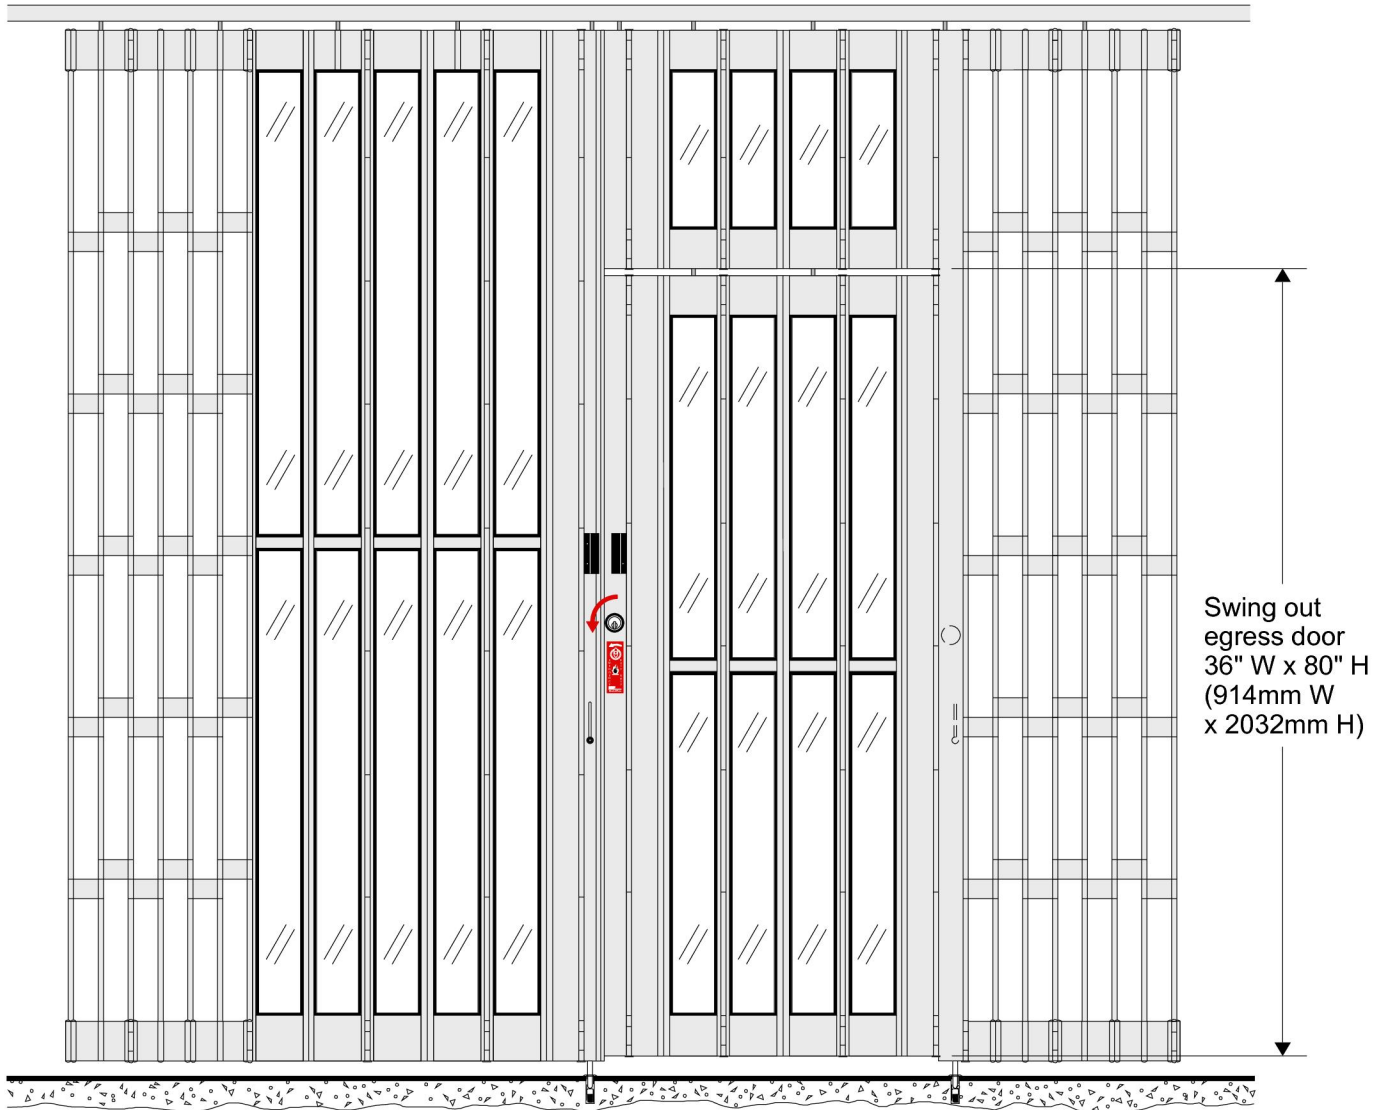 Swing out
egress door
36" W x 80" H
(914mm W
x 2032mm H)